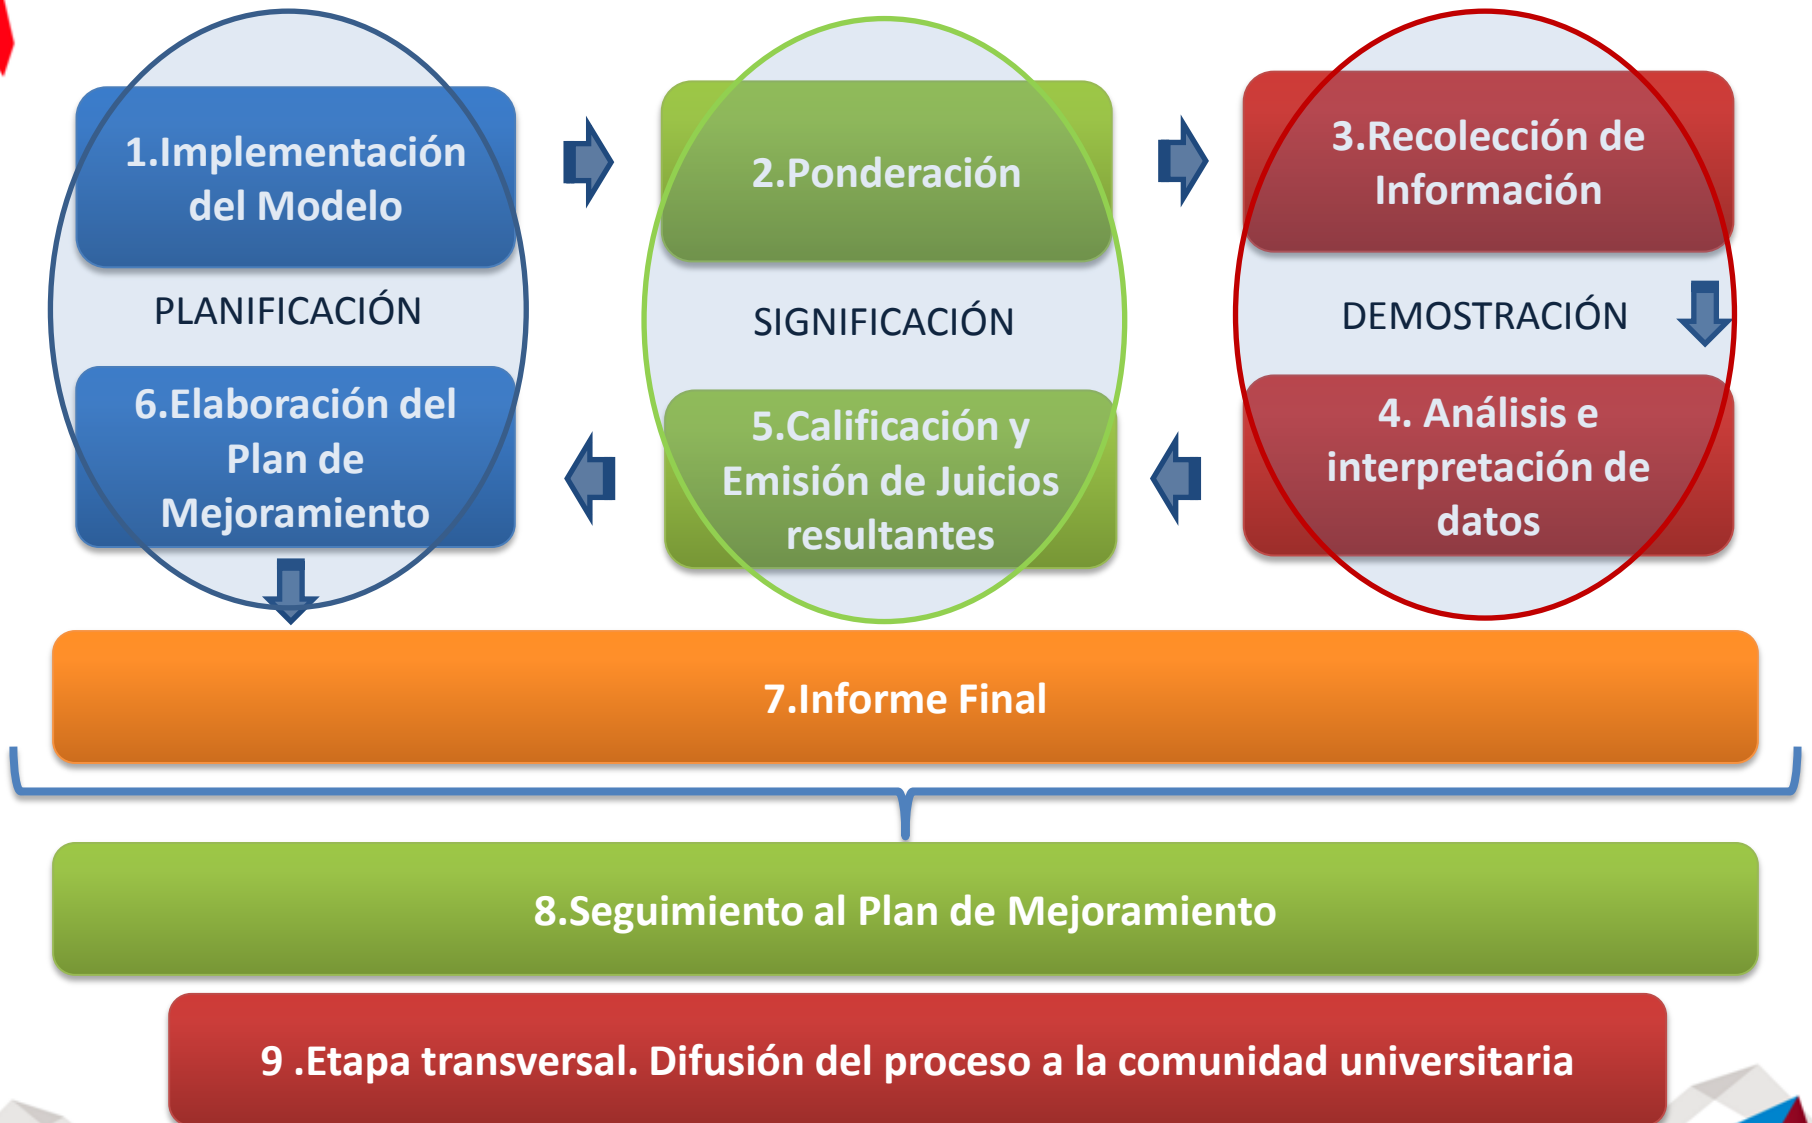 1.Implementación
del Modelo
2.Ponderación
3.Recolección de
Información
PLANIFICACIÓN
SIGNIFICACIÓN
DEMOSTRACIÓN
6.Elaboración del
Plan de
Mejoramiento
5.Calificación y
Emisión de Juicios
resultantes
4. Análisis e
interpretación de
datos
7.Informe Final
8.Seguimiento al Plan de Mejoramiento
9 .Etapa transversal. Difusión del proceso a la comunidad universitaria